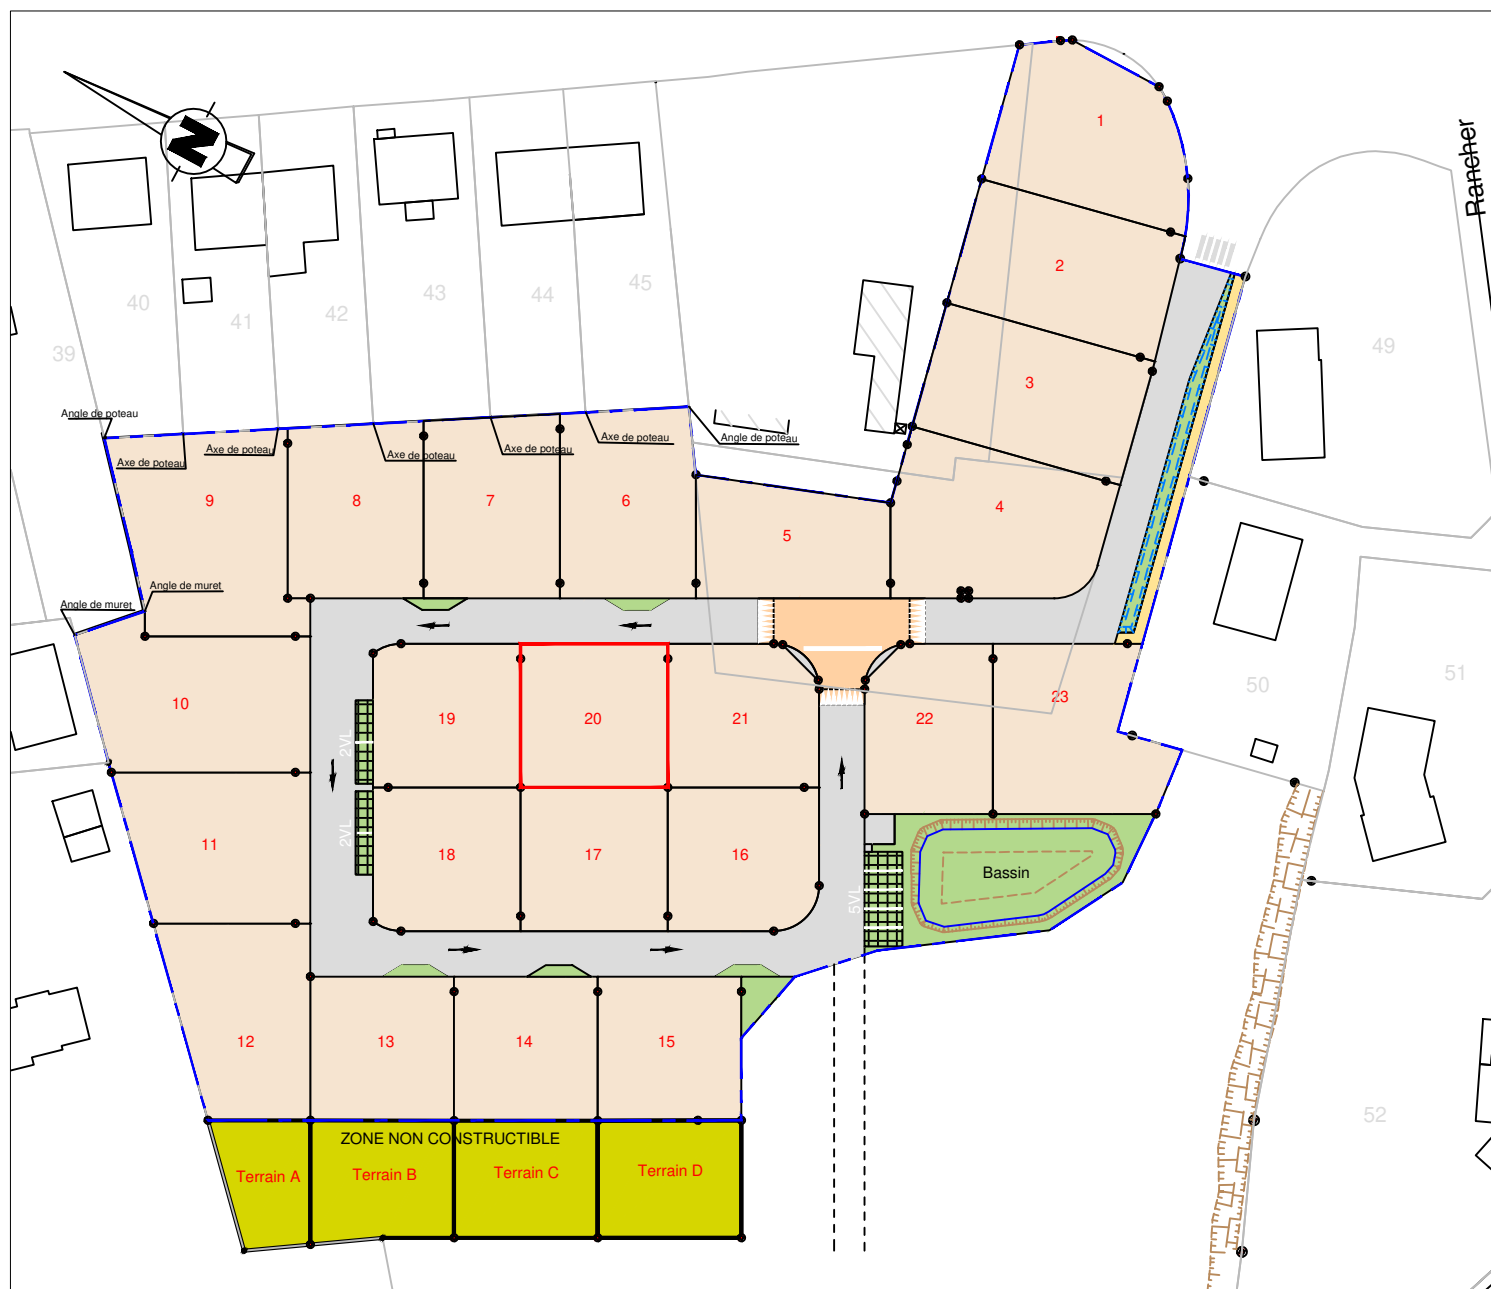 N
1
Rancher
2
40
41
42
43
44
45
39
49
3
Angle de poteau
Axe de poteau
Axe de poteau
Axe de poteau
Axe de poteau
Axe de poteau
Angle de poteau
9
8
7
6
5
4
Angle de muret
Angle de muret
10
19
20
21
22
23
50
51
2VL
2VL
11
18
17
16
5VL
Bassin
12
13
14
15
52
ZONE NON CONSTRUCTIBLE
Terrain A
Terrain B
Terrain C
Terrain D